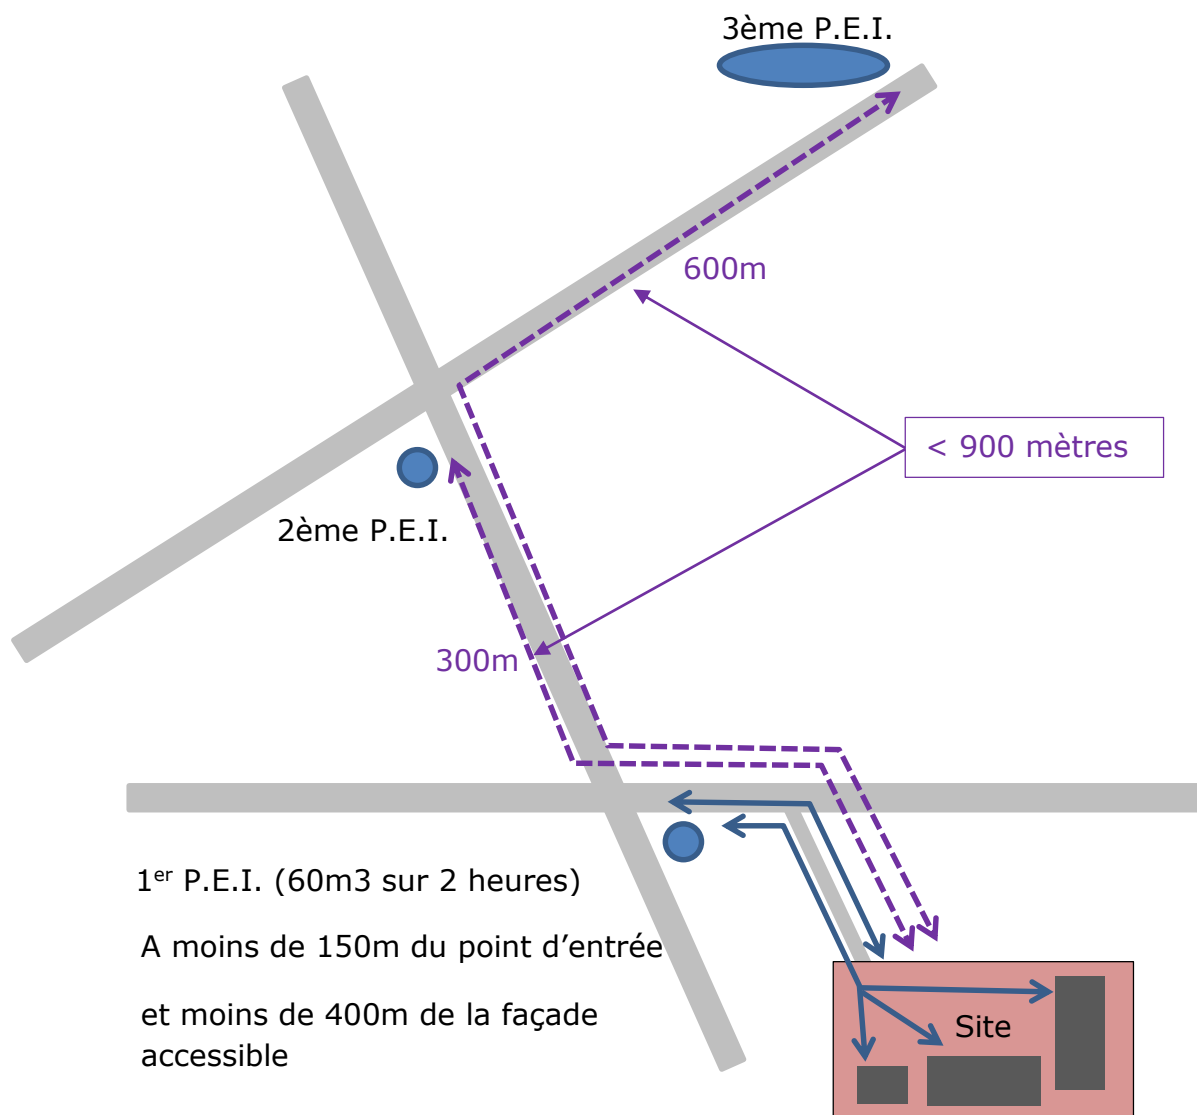 3ème P.E.I.
600m
< 900 mètres
2ème P.E.I.
300m
1er P.E.I. (60m3 sur 2 heures)
A moins de 150m du point d’entrée
et moins de 400m de la façade
accessible
Site